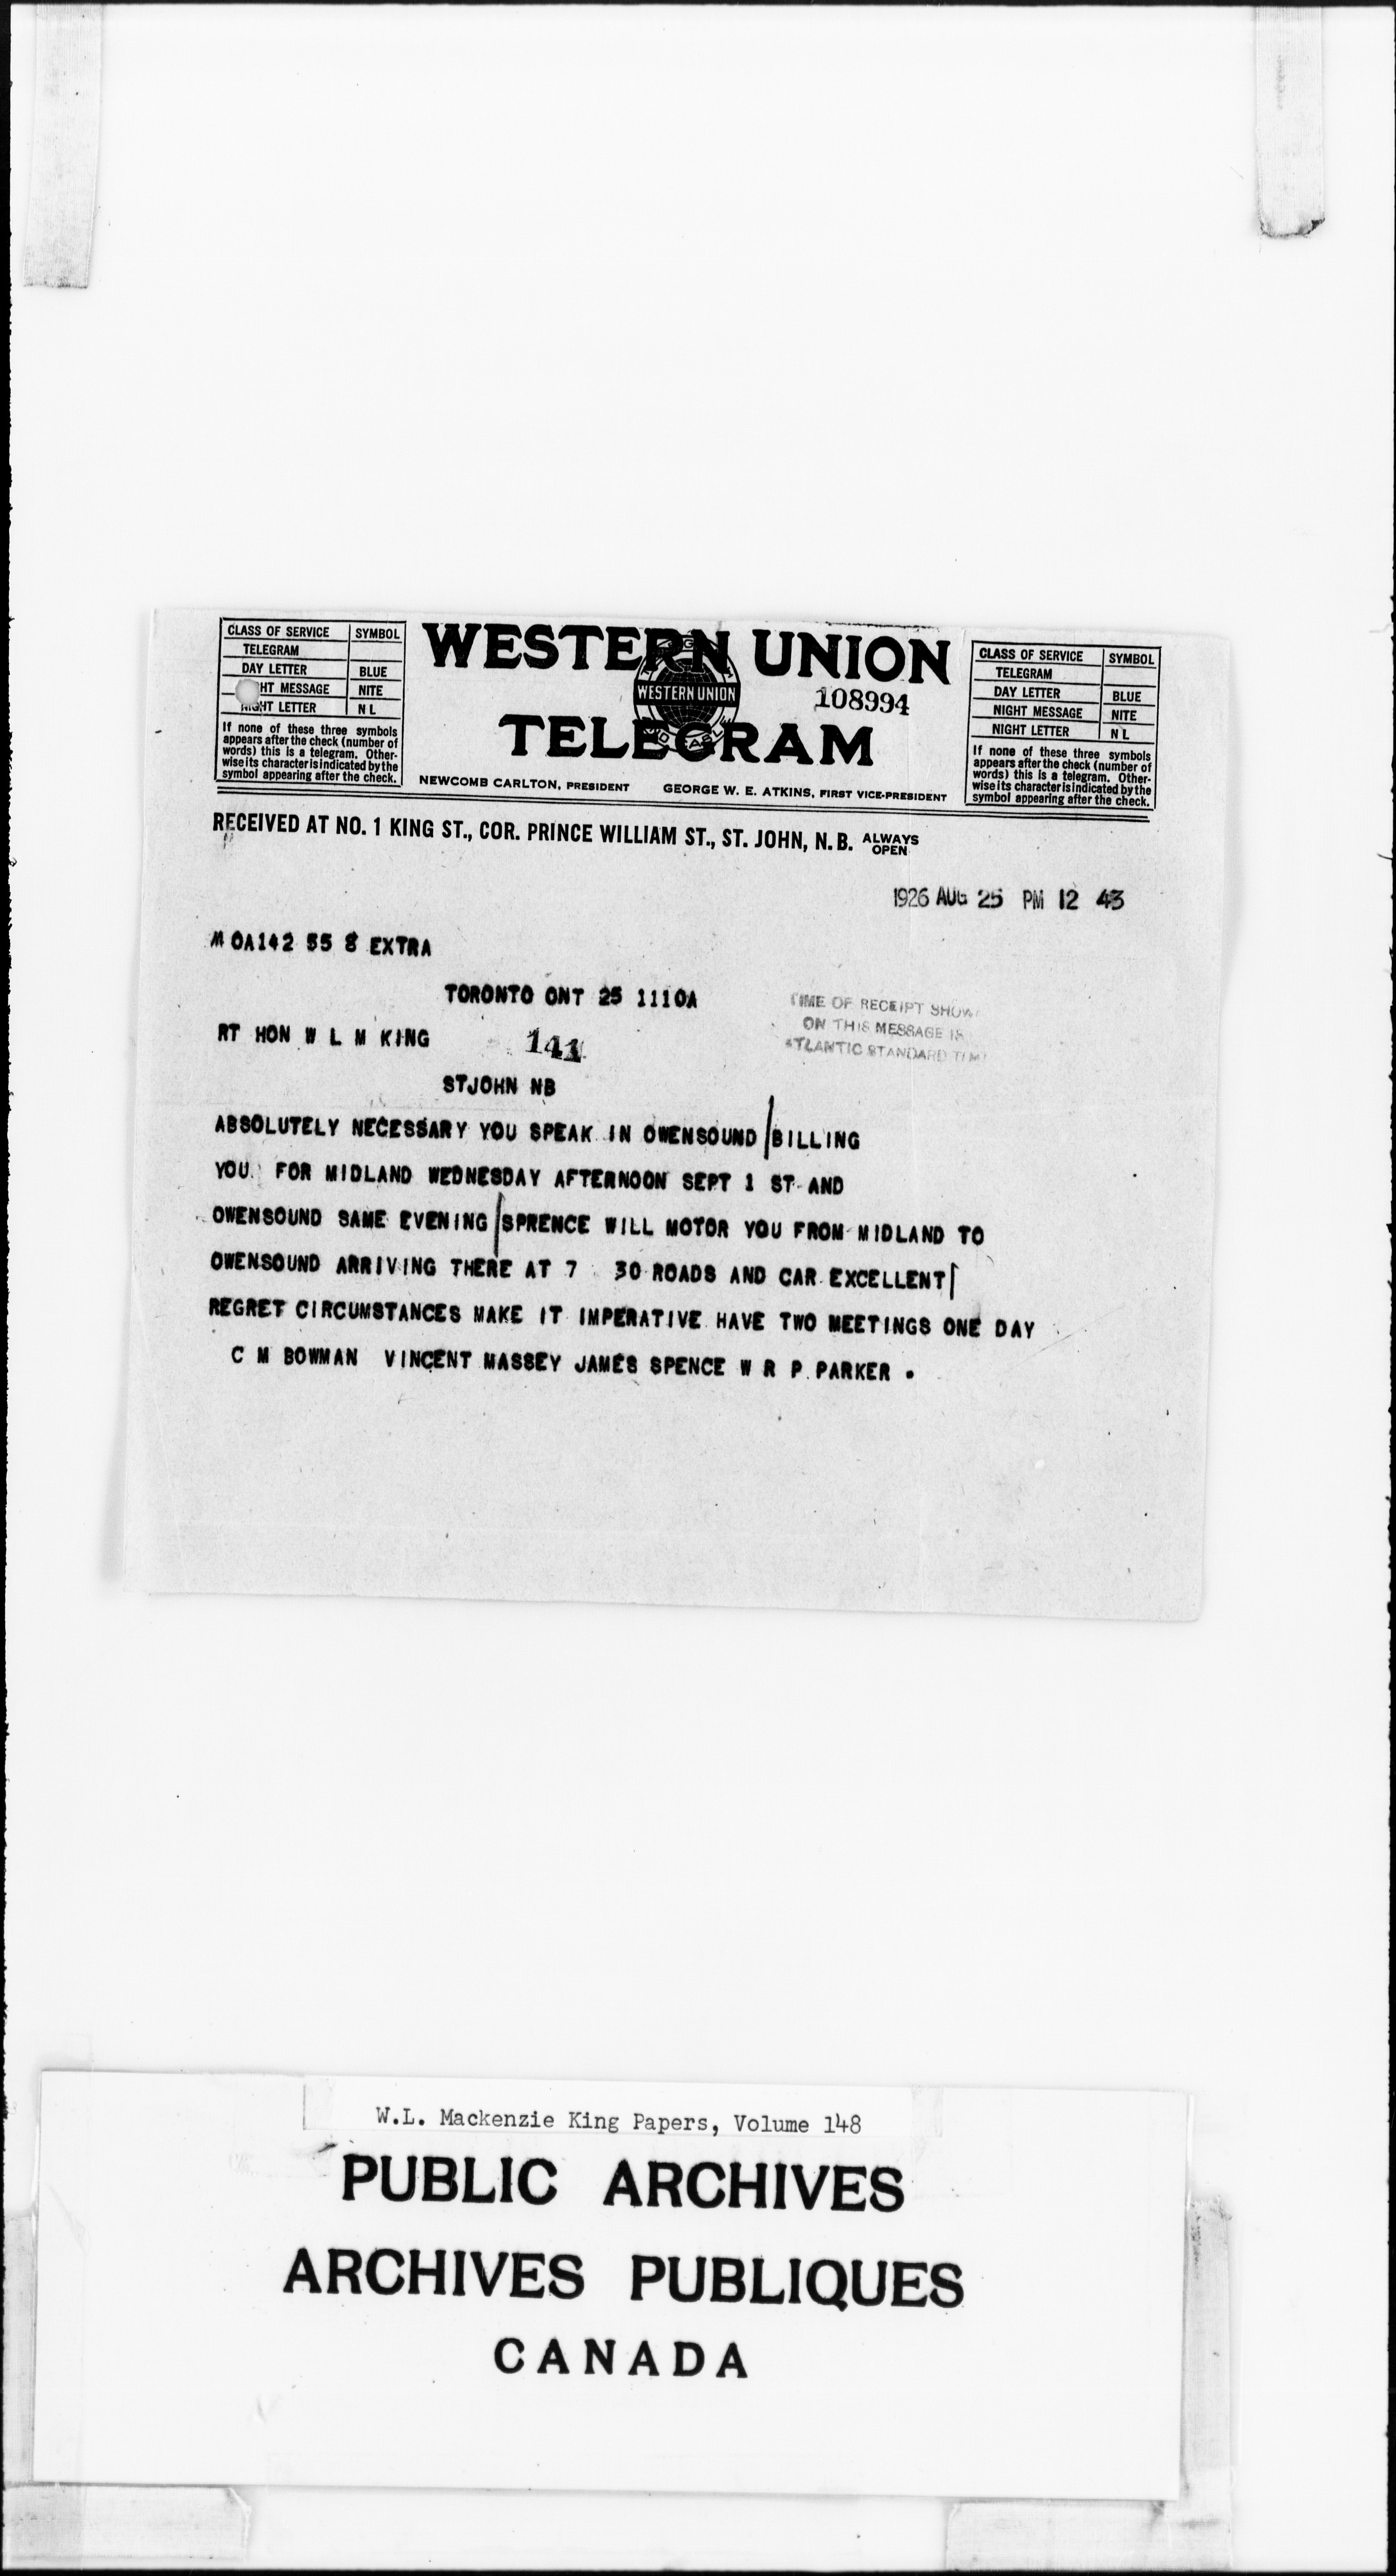 CLASS OF SERVICE SYMBOL
TELEGRAM
DAY LETTER BLUE
HT MESSAGE NITE
NIGHT LETTER N L
If none of these three symbols
appears after the check (number of
words) this is a telegram. Other-
wise its character is indicated by the
symbol appearing after the check.
WESTERN UNION
WESTERN UNION
108994
TELEGRAM
NEWCOMB CARLTON, PRESIDENT GEORGE W. E. ATKINS, FIRST VICE-PRESIDENT
CLASS OF SERVICE SYMBOL
TELEGRAM
DAY LETTER BLUE
NIGHT MESSAGE NITE
NIGHT LETTER N L
If none of these three symbols
appears after the check (number of
words) this is a telegram. Other-
wise its character is indicated by the
symbol appearing after the check.
RECEIVED AT NO. 1 KING ST., COR. PRINCE WILLIAM ST., ST. JOHN, N.B. ALWAYS OPEN
1926 AUG 25 PM 12 43
M OA142 55 8 EXTRA
TORONTO ONT 25 1110A
TIME OF RECEIPT SHOW
ON THIS MESSAGE IS
ATLANTIC STANDARD TIME
RT HON W L M KING 141
STJOHN NB
ABSOLUTELY NECESSARY YOU SPEAK IN OWENSOUND / BILLING
YOU FOR MIDLAND WEDNESDAY AFTERNOON SEPT 1 ST AND
OWENSOUND SAME EVENING / SPRENCE WILL MOTOR YOU FROM MIDLAND TO
OWENSOUND ARRIVING THERE AT 7 30 ROADS AND CAR EXCELLENT /
REGRET CIRCUMSTANCES MAKE IT IMPERATIVE HAVE TWO MEETINGS ONE DAY
C M BOWMAN VINCENT MASSEY JAMES SPENCE W R P PARKER .
W.L. Mackenzie King Papers, Volume 148
PUBLIC ARCHIVES
ARCHIVES PUBLIQUES
CANADA